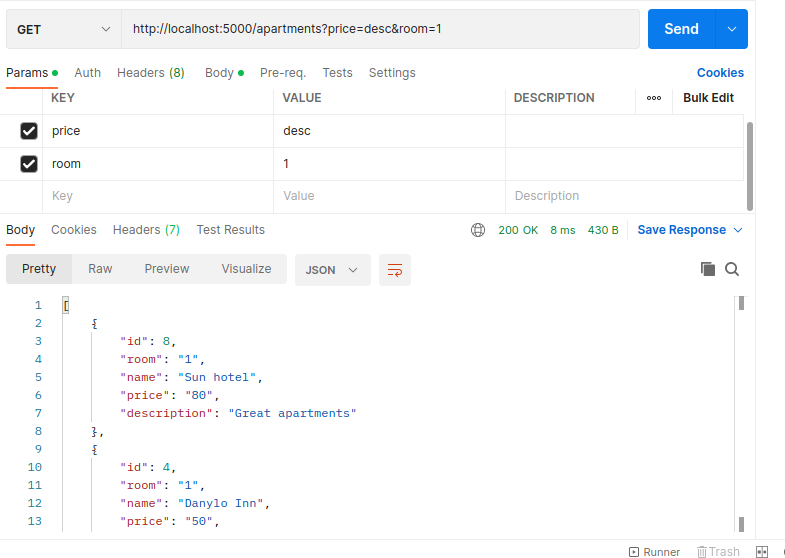 GET http://localhost:5000/apartments?price=desc&room=1 Send
Params Auth Headers (8) Body Pre-req. Tests Settings Cookies
KEY VALUE DESCRIPTION ooo Bulk Edit
price desc
room 1
Key Value Description
Body Cookies Headers (7) Test Results 200 OK 8 ms 430 B Save Response
Pretty Raw Preview Visualize JSON
1 [
2 {
3 "id": 8,
4 "room": "1",
5 "name": "Sun hotel",
6 "price": "80",
7 "description": "Great apartments"
8 },
9 {
10 "id": 4,
11 "room": "1",
12 "name": "Danylo Inn",
13 "price": "50",
Runner Trash